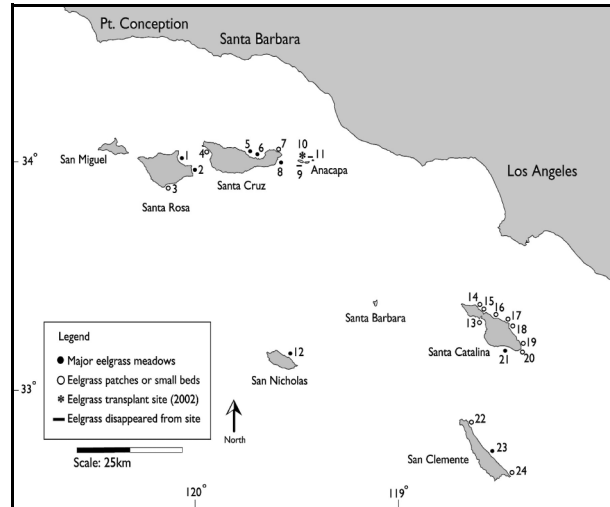 Pt. Conception
Santa Barbara
34°
San Miguel
1
2
3
Santa Rosa
4
5
6
7
8
Santa Cruz
10
11
9
Anacapa
Los Angeles
Santa Barbara
14
15
16
17
18
13
19
20
21
Santa Catalina
12
San Nicholas
Legend
Major eelgrass meadows
Eelgrass patches or small beds
Eelgrass transplant site (2002)
Eelgrass disappeared from site
33°
North
Scale: 25km
22
23
24
San Clemente
120°
119°